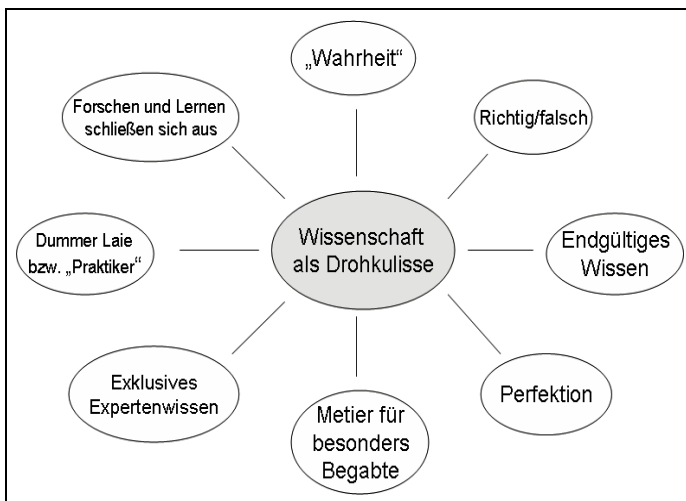 „Wahrheit“
Forschen und Lernen
schließen sich aus
Richtig/falsch
Dummer Laie
bzw. „Praktiker“
Wissenschaft
als Drohkulisse
Endgültiges
Wissen
Exklusives
Expertenwissen
Metier für
besonders
Begabte
Perfektion